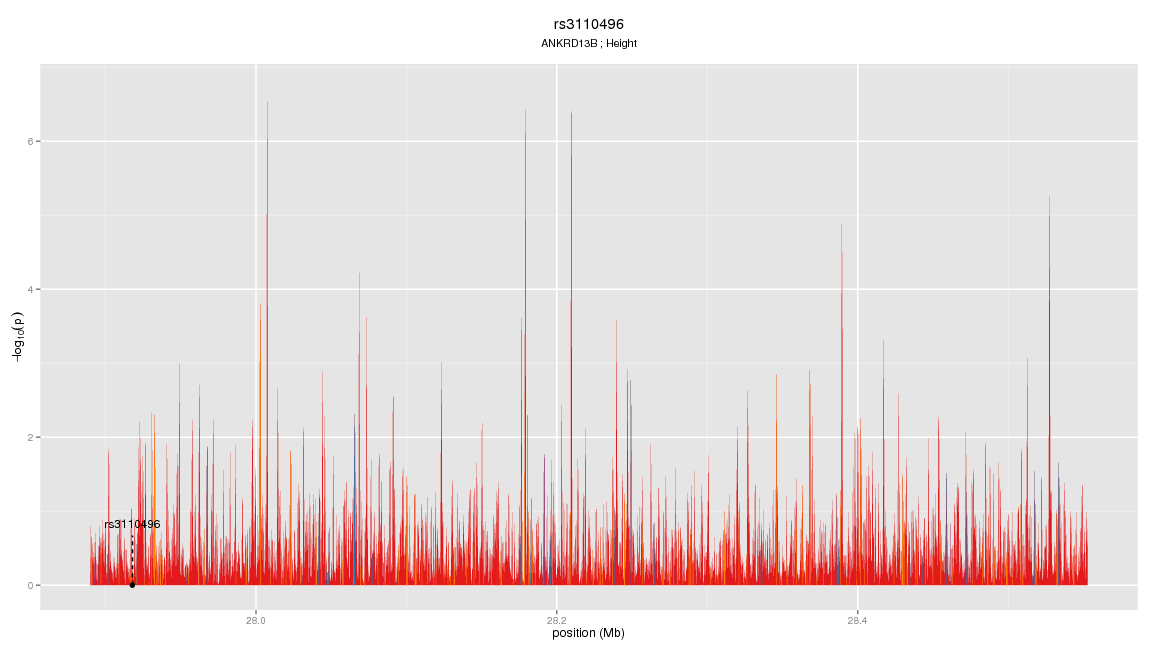 rs3110496
ANKRD13B ; Height
6
4
2
0
−log10(p)
rs3110496
28.0 28.2 28.4
position (Mb)